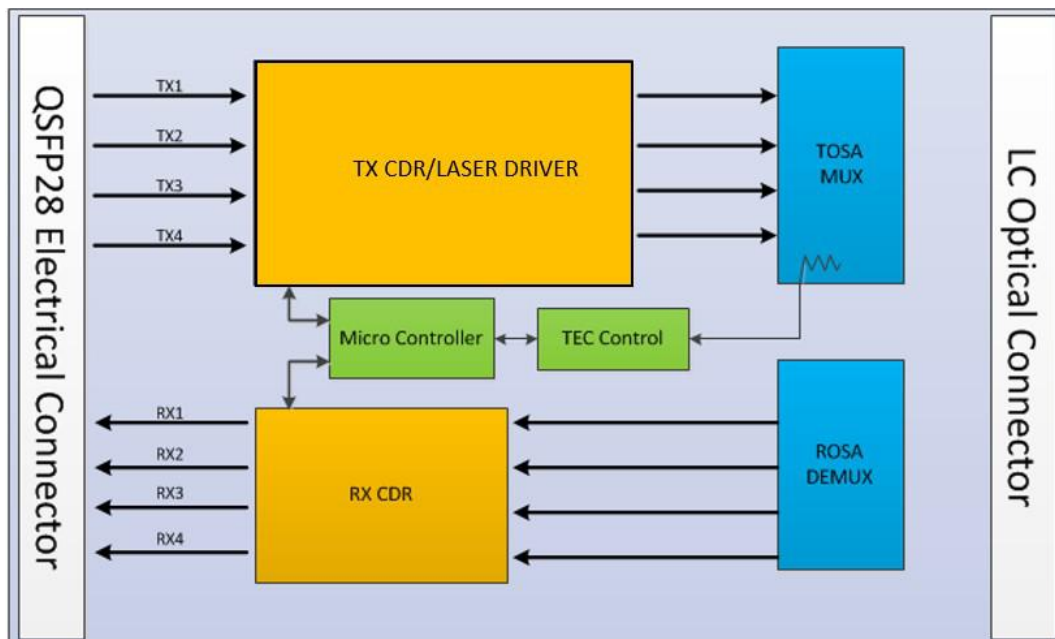 QSFP28 Electrical Connector
TX1
TX2
TX3
TX4
TX CDR/LASER DRIVER
TOSA
MUX
Micro Controller
TEC Control
RX1
RX2
RX3
RX4
RX CDR
ROSA
DEMUX
LC Optical Connector